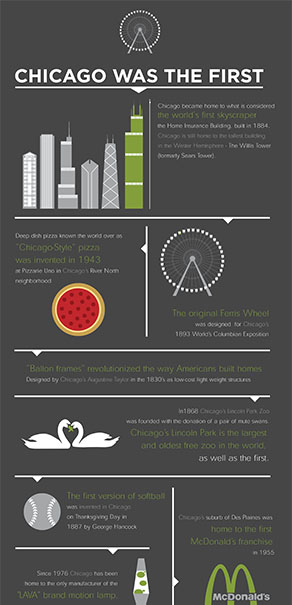 CHICAGO WAS THE FIRST
Chicago became home to what is considered
the world's first skyscraper
the Home Insurance Building, built in 1884.
Chicago is still home to the tallest building
in the Western Hemisphere - The Willis Tower
(formarty Sears Tower).
Deep dish pizza known the world over as
"Chicago-Style" pizza
was invented in 1943
at Pizzaria Uno in Chicago's River North
neighborhood
The original Ferris Wheel
was designed for Chicago's
1893 World's Columbian Exposition
"Ballon frames" revolutionized the way Americans built homes
Designed by Chicago's Augustine Taylor in the 1830's as low-cost light weight structures.
In1868 Chicago's Lincoln Park Zoo
was founded with the donation of a pair of mute swans.
Chicago's Lincoln Park is the largest
and oldest free zoo in the world,
as well as the first.
The first version of softball
was invented in Chicago
on Thanksgiving Day in
1887 by George Hancock
Chicago's suburb of Des Plaines was
home to the first
McDonald's franchise
in 1955
Since 1976 Chicago has been
home to the only manufacturer of the
"LAVA" brand motion lamp.
McDonald's